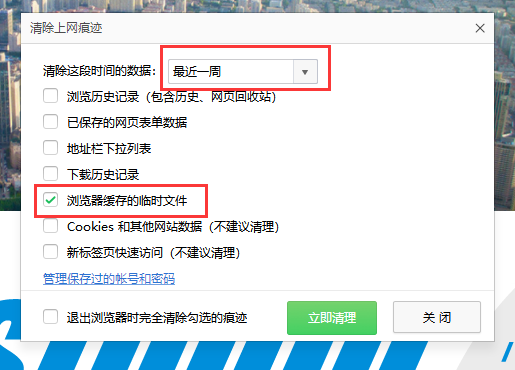 清除上网痕迹
清除这段时间的数据： 最近一周
浏览历史记录（包含历史、网页回收站）
已保存的网页表单数据
地址栏下拉列表
下载历史记录
浏览器缓存的临时文件
Cookies 和其他网站数据（不建议清理）
新标签页快速访问（不建议清理）
管理保存过的帐号和密码
退出浏览器时完全清除勾选的痕迹
立即清理 关 闭